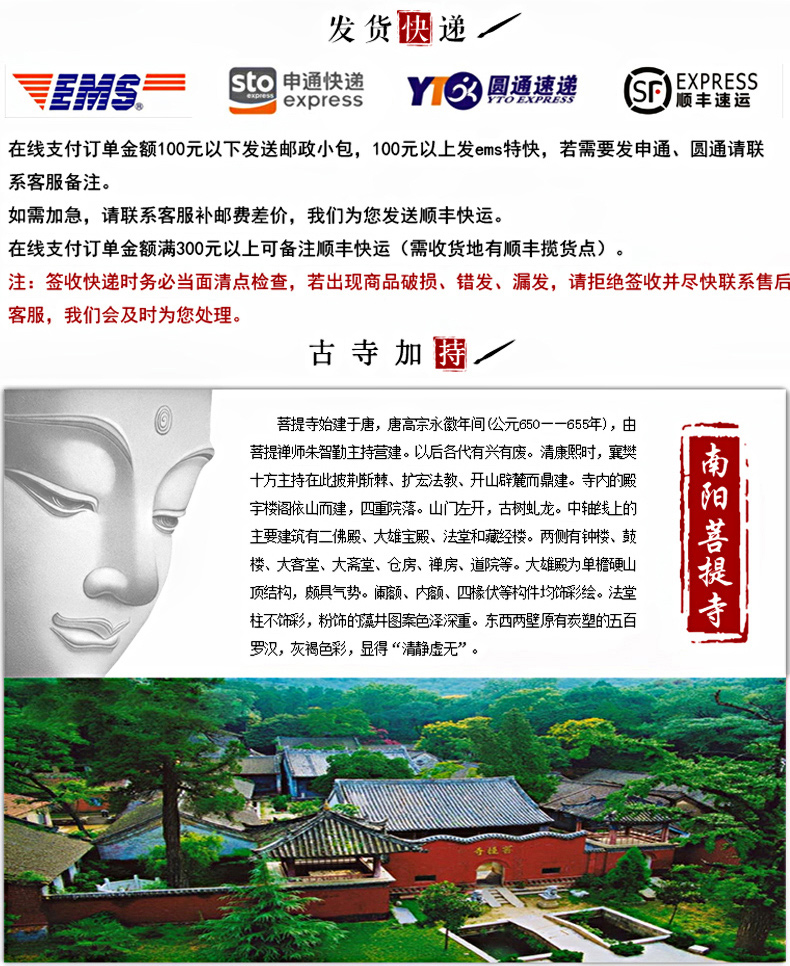 发货快递
EMS®
sto express 申通快递 express
YTO 圆通速递 YTO EXPRESS
SF EXPRESS 顺丰速运
在线支付订单金额100元以下发送邮政小包，100元以上发ems特快，若需要发申通、圆通请联
系客服备注。
如需加急，请联系客服补邮费差价，我们为您发送顺丰快运。
在线支付订单金额满300元以上可备注顺丰快运（需收货地有顺丰揽货点）。
注：签收快递时务必当面清点检查，若出现商品破损、错发、漏发，请拒绝签收并尽快联系售后
客服，我们会及时为您处理。
古寺加持
菩提寺始建于唐，唐高宗永徽年间(公元650——655年)，由
菩提禅师朱智勤主持营建。以后各代有兴有废。清康熙时，襄樊
十方主持在此披荆斩棘、扩宏法教、开山辟麓而鼎建。寺内的殿
宇楼阁依山而建，四重院落。山门左开，古树虬龙。中轴线上的
主要建筑有二佛殿、大雄宝殿、法堂和藏经楼。两侧有钟楼、鼓
楼、大客堂、大斋堂、仓房、禅房、道院等。大雄殿为单檐硬山
顶结构，颇具气势。阑额、内额、四椽伏等构件均饰彩绘。法堂
柱不饰彩，粉饰的藻井图案色泽深重。东西两壁原有炭塑的五百
罗汉，灰褐色彩，显得“清静虚无”。
南阳菩提寺
寺提菩